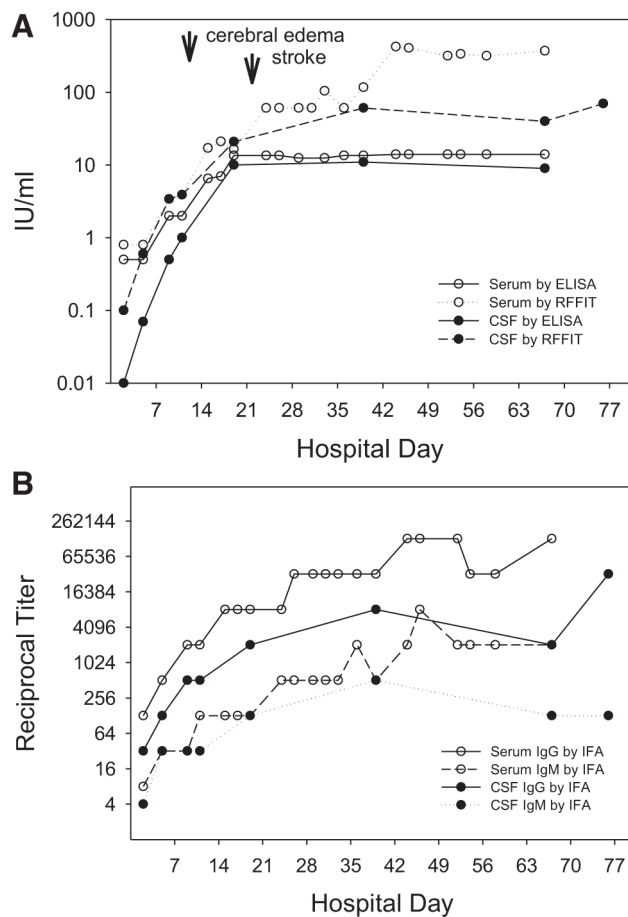 A
cerebral edema
stroke
1000
100
10
1
0.1
0.01
IU/ml
Serum by ELISA
Serum by RFFIT
CSF by ELISA
CSF by RFFIT
7 14 21 28 35 42 49 56 63 70 77
Hospital Day
B
262144
65536
16384
4096
1024
256
64
16
4
Reciprocal Titer
Serum IgG by IFA
Serum IgM by IFA
CSF IgG by IFA
CSF IgM by IFA
7 14 21 28 35 42 49 56 63 70 77
Hospital Day